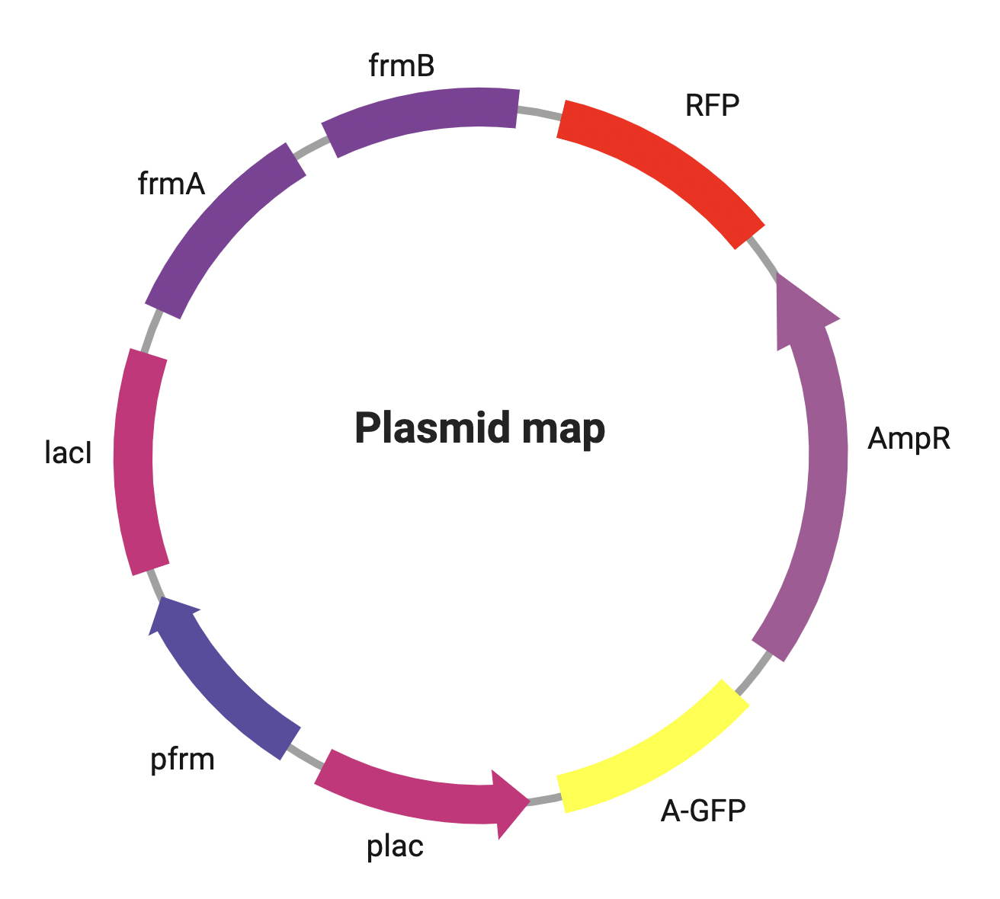 frmB
RFP
frmA
Plasmid map
AmpR
lacI
pfrm
A-GFP
plac